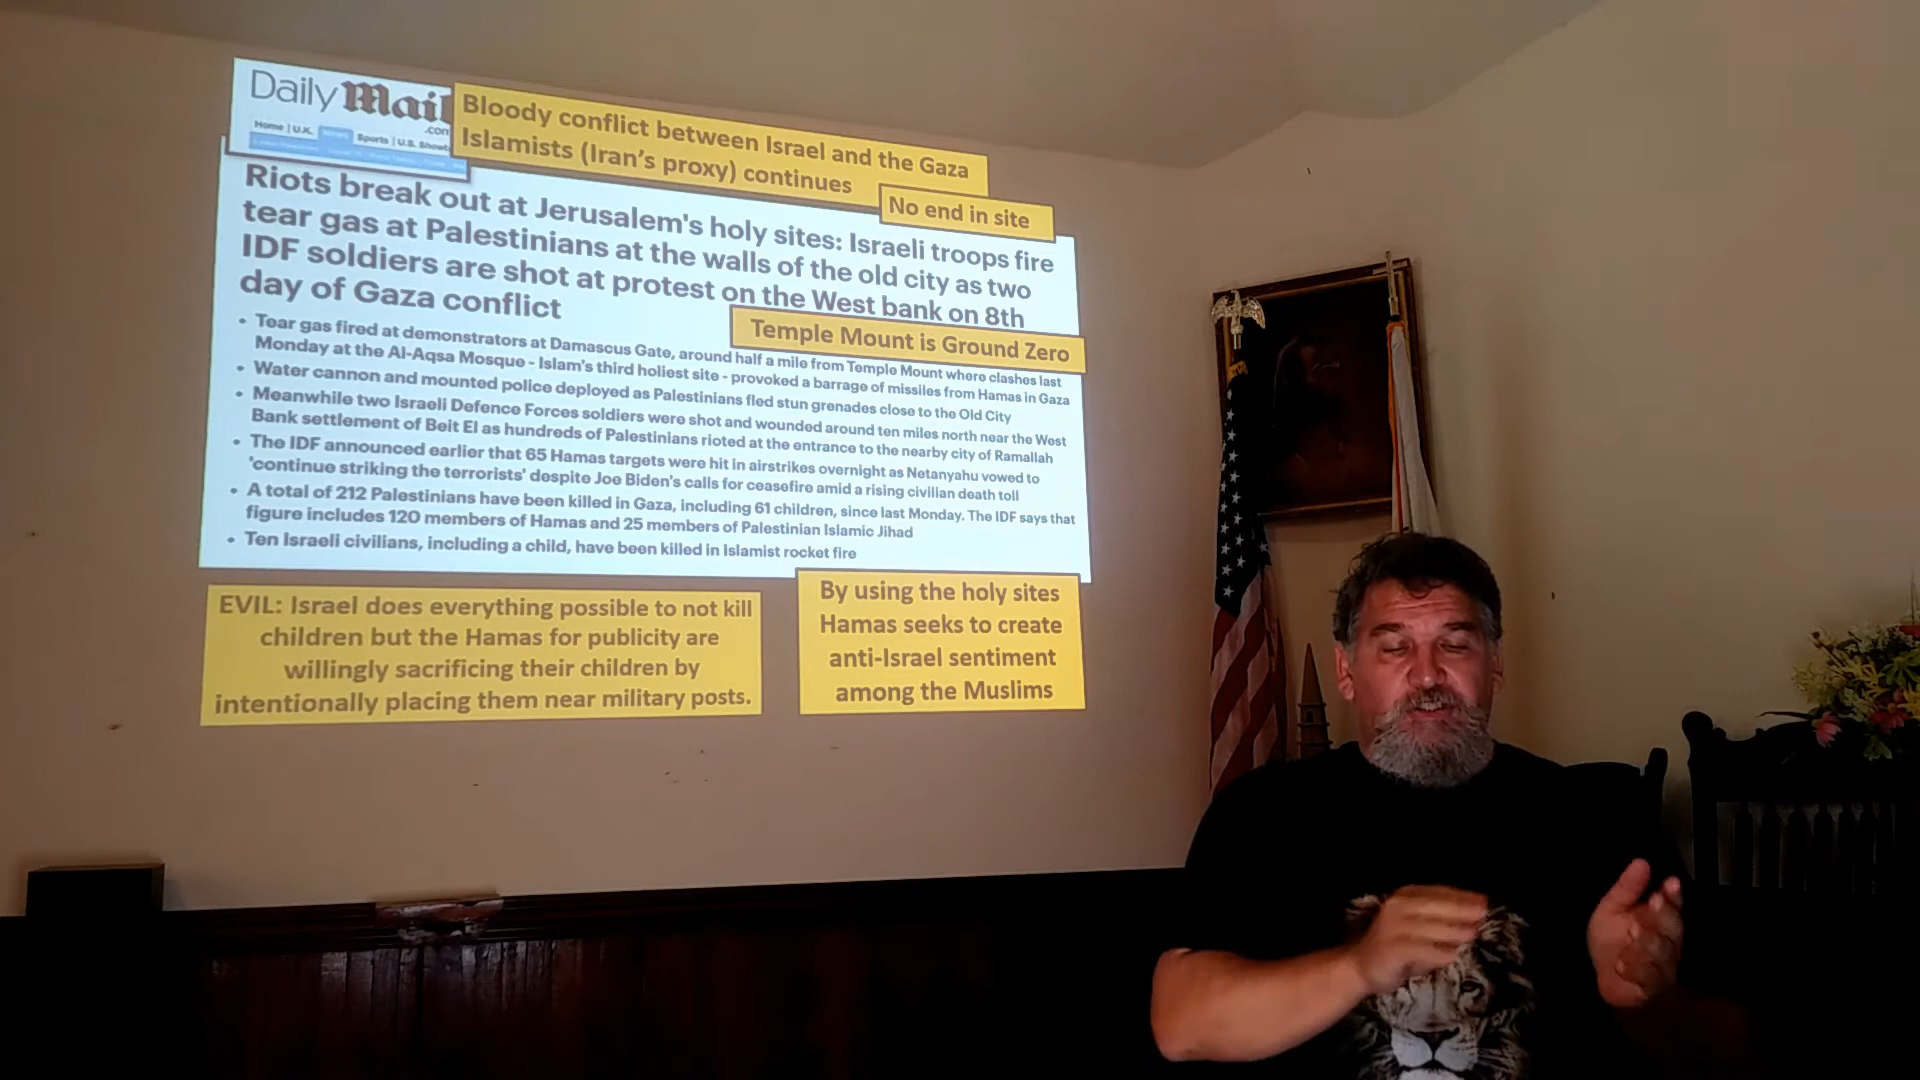 Daily Mail
.com
Home | U.K. News Sports | U.S. Showb
Bloody conflict between Israel and the Gaza
Islamists (Iran's proxy) continues
No end in site
Riots break out at Jerusalem's holy sites: Israeli troops fire
tear gas at Palestinians at the walls of the old city as two
IDF soldiers are shot at protest on the West bank on 8th
day of Gaza conflict
Temple Mount is Ground Zero
• Tear gas fired at demonstrators at Damascus Gate, around half a mile from Temple Mount where clashes last
Monday at the Al-Aqsa Mosque - Islam's third holiest site - provoked a barrage of missiles from Hamas in Gaza
• Water cannon and mounted police deployed as Palestinians fled stun grenades close to the Old City
• Meanwhile two Israeli Defence Forces soldiers were shot and wounded around ten miles north near the West
Bank settlement of Beit El as hundreds of Palestinians rioted at the entrance to the nearby city of Ramallah
• The IDF announced earlier that 65 Hamas targets were hit in airstrikes overnight as Netanyahu vowed to
'continue striking the terrorists' despite Joe Biden's calls for ceasefire amid a rising civilian death toll
• A total of 212 Palestinians have been killed in Gaza, including 61 children, since last Monday. The IDF says that
figure includes 120 members of Hamas and 25 members of Palestinian Islamic Jihad
• Ten Israeli civilians, including a child, have been killed in Islamist rocket fire
EVIL: Israel does everything possible to not kill
children but the Hamas for publicity are
willingly sacrificing their children by
intentionally placing them near military posts.
By using the holy sites
Hamas seeks to create
anti-Israel sentiment
among the Muslims